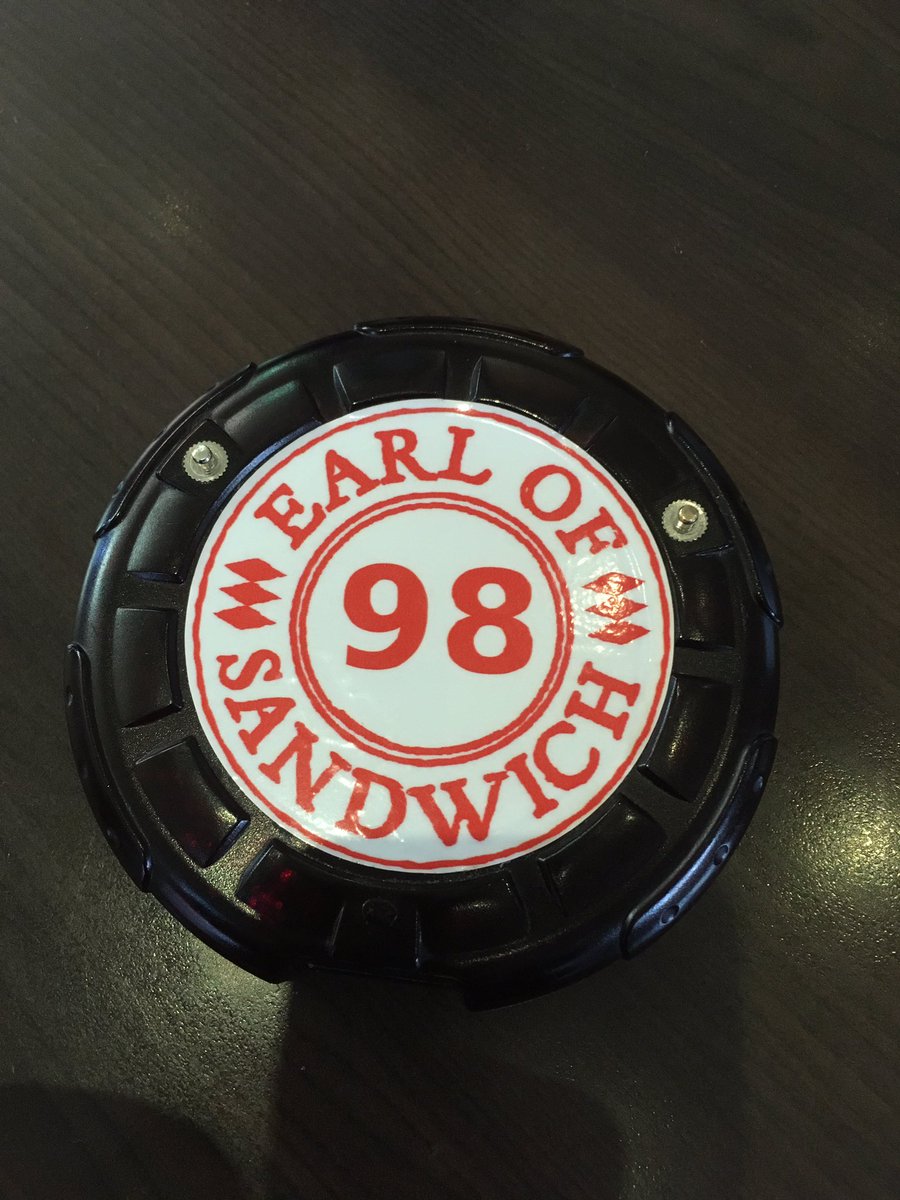 EARL OF
98
SANDWICH